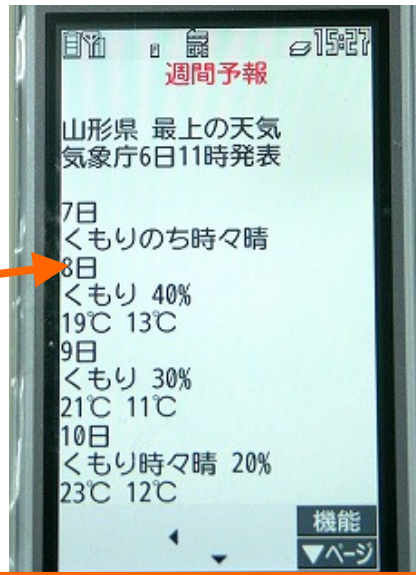 15:27
週間予報
山形県 最上の天気
気象庁6日11時発表
7日
くもりのち時々晴
8日
くもり 40%
19℃ 13℃
9日
くもり 30%
21℃ 11℃
10日
くもり時々晴 20%
23℃ 12℃
機能
▼ページ